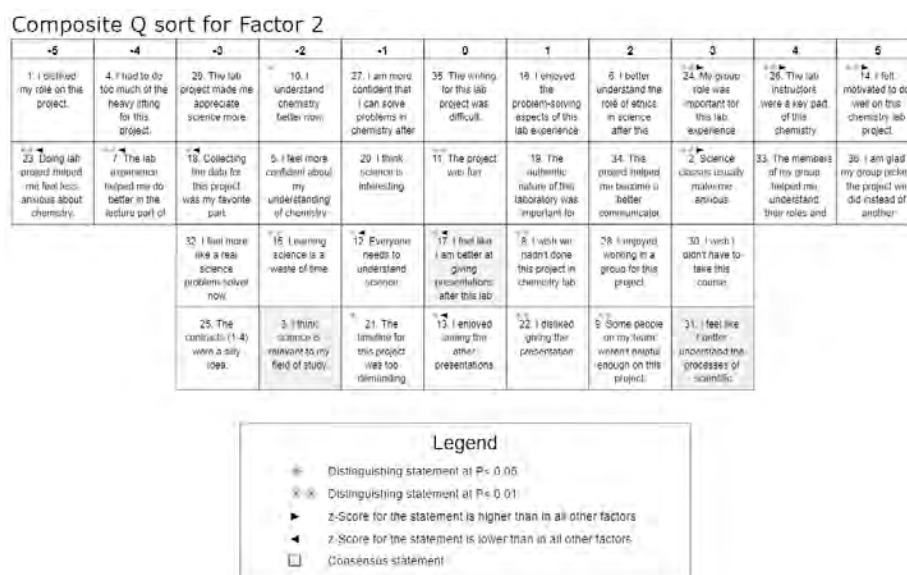 Composite Q sort for Factor 2
-5 -4 -3 -2 -1 0 1 2 3 4 5
1. I disliked
my role on this
project.
4. I had to do
too much of the
heavy lifting
for this
project.
29. The lab
project made me
appreciate
science more.
10. I
understand
chemistry
better now.
27. I am more
confident that
I can solve
problems in
chemistry after
35. The writing
for this lab
project was
difficult.
16. I enjoyed
the
problem-solving
aspects of this
lab experience
6. I better
understand the
role of ethics
in science
after this
24. My group
role was
important for
this lab
experience
26. The lab
instructors
were a key part
of this
chemistry
14. I felt
motivated to do
well on this
chemistry lab
project.
23. Doing lab
project helped
me feel less
anxious about
chemistry.
7. The lab
experience
helped me do
better in the
lecture part of
18. Collecting
the data for
this project
was my favorite
part.
5. I feel more
confident about
my
understanding
of chemistry
20. I think
science is
interesting.
11. The project
was fun
19. The
authentic
nature of this
laboratory was
important for
34. This
project helped
me become a
better
communicator.
2. Science
classes usually
make me
anxious.
33. The members
of my group
helped me
understand
their roles and
36. I am glad
my group picked
the project we
did instead of
another
32. I feel more
like a real
science
problem-solver
now.
15. Learning
science is a
waste of time.
12. Everyone
needs to
understand
science.
17. I feel like
I am better at
giving
presentations
after this lab
8. I wish we
hadn't done
this project in
chemistry lab
28. I enjoyed
working in a
group for this
project.
30. I wish I
didn't have to
take this
course.
25. The
contracts (1-4)
were a silly
idea.
3. I think
science is
relevant to my
field of study.
21. The
timeline for
this project
was too
demanding
13. I enjoyed
seeing the
other
presentations.
22. I disliked
giving the
presentation
9. Some people
on my team
weren't helpful
enough on this
project.
31. I feel like
I better
understand the
processes of
scientific
Legend
Distinguishing statement at P< 0.05
Distinguishing statement at P< 0.01
z-Score for the statement is higher than in all other factors
z-Score for the statement is lower than in all other factors
Consensus statement